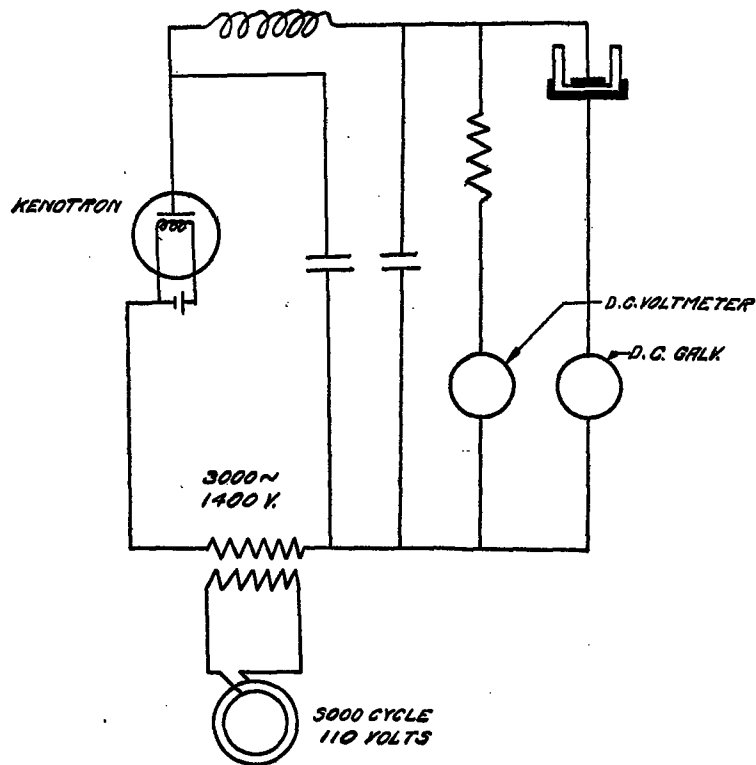 KENOTRON
D.C. VOLTMETER
D.C. GALV.
3000~
1400 V.
3000 CYCLE
110 VOLTS